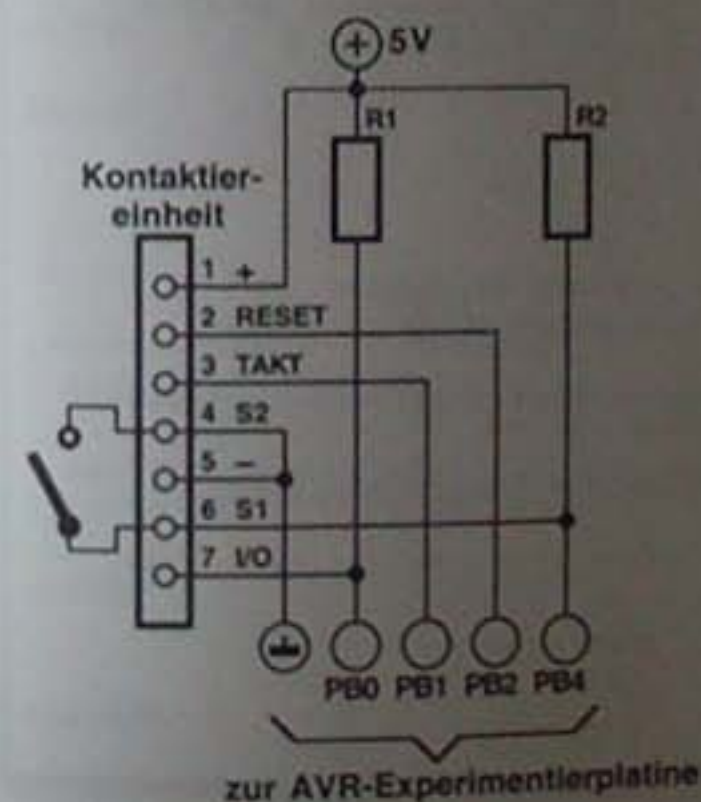 5V
R1
R2
Kontaktier-
einheit
1 +
2 RESET
3 TAKT
4 S2
5 –
6 S1
7 I/O
PB0 PB1 PB2 PB4
zur AVR-Experimentierplatine